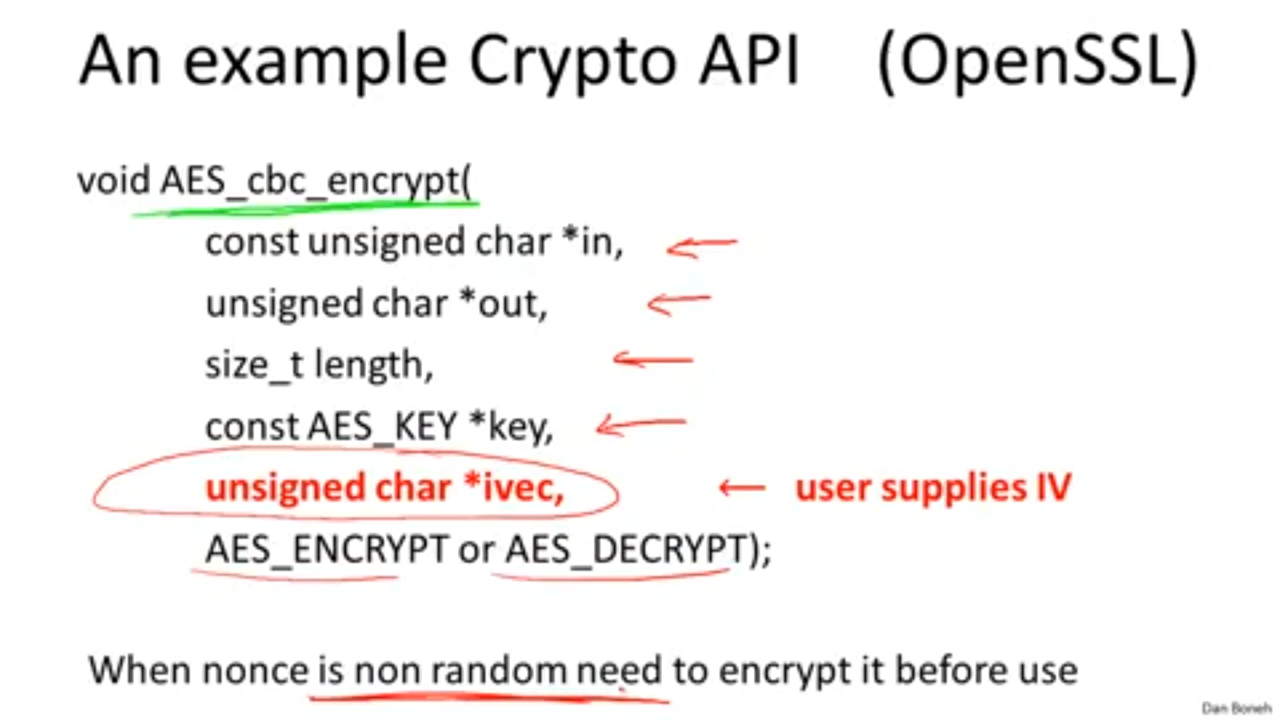 An example Crypto API (OpenSSL)
void AES_cbc_encrypt(
const unsigned char *in,
unsigned char *out,
size_t length,
const AES_KEY *key,
unsigned char *ivec, ← user supplies IV
AES_ENCRYPT or AES_DECRYPT);
When nonce is non random need to encrypt it before use
Dan Boneh